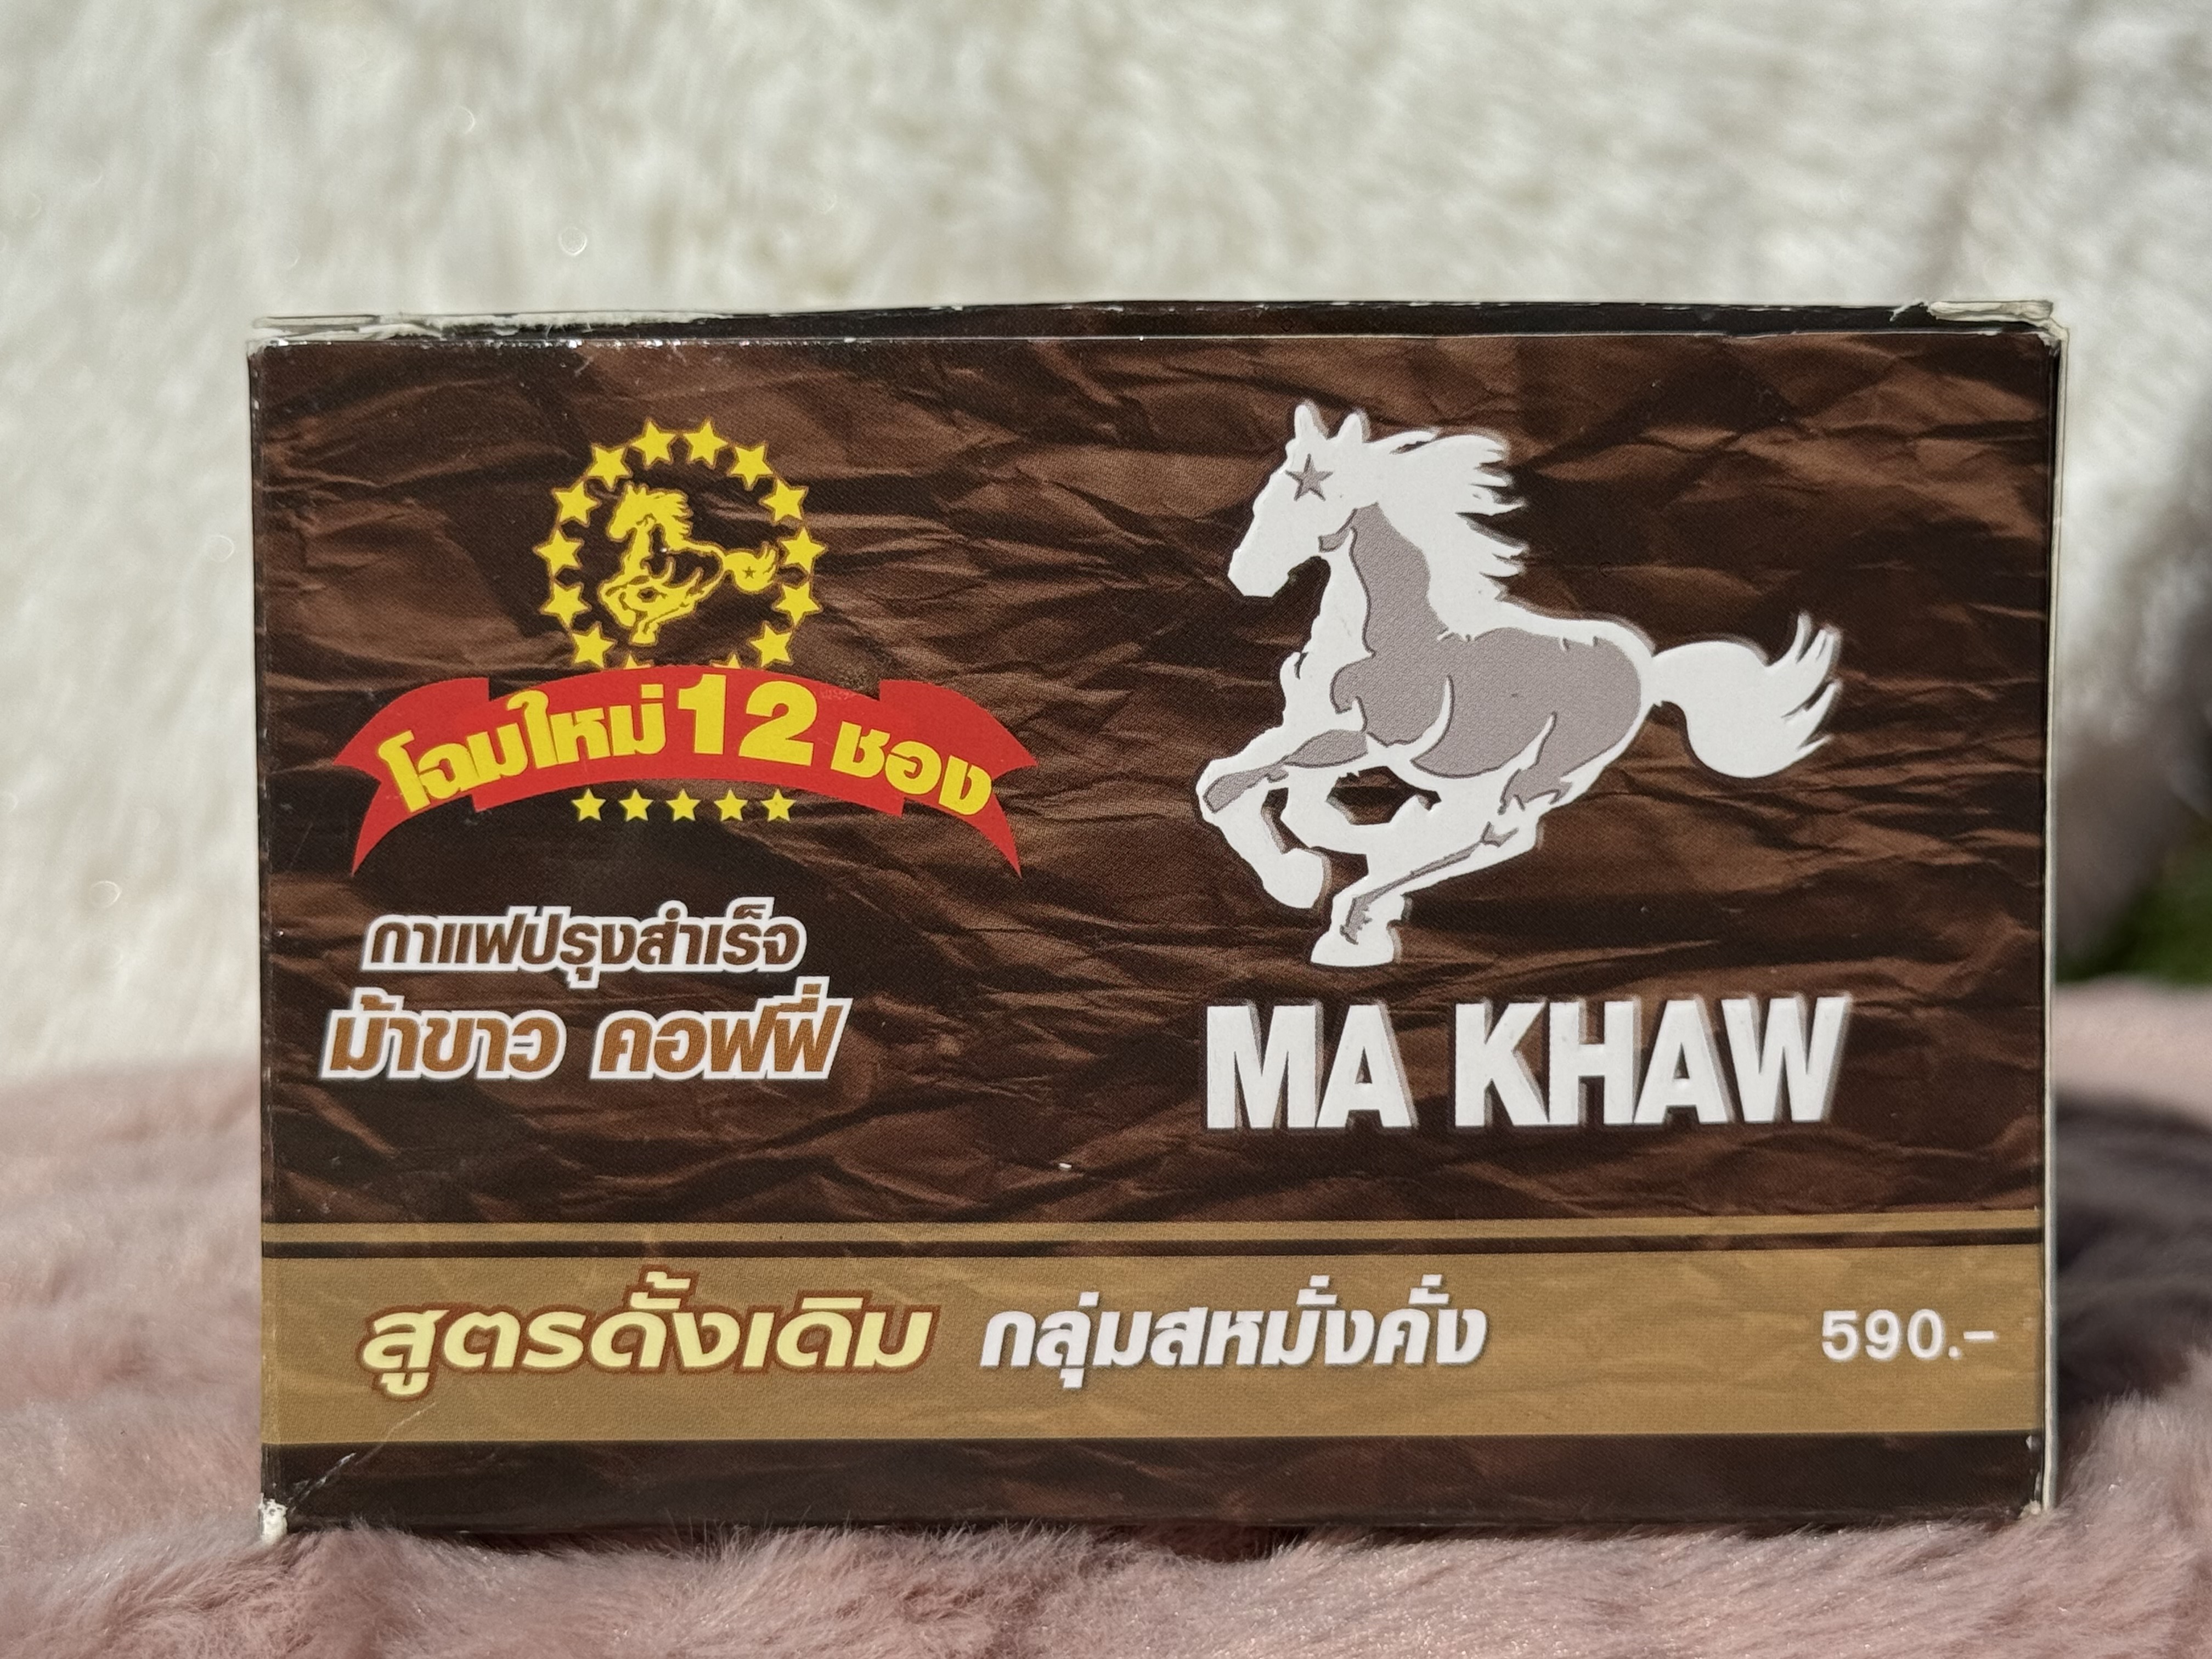 โฉมใหม่ 12 ซอง
กาแฟปรุงสำเร็จ
ม้าขาว คอฟฟี่
MA KHAW
สูตรดั้งเดิม กลุ่มสหมั่งคั่ง 590.-